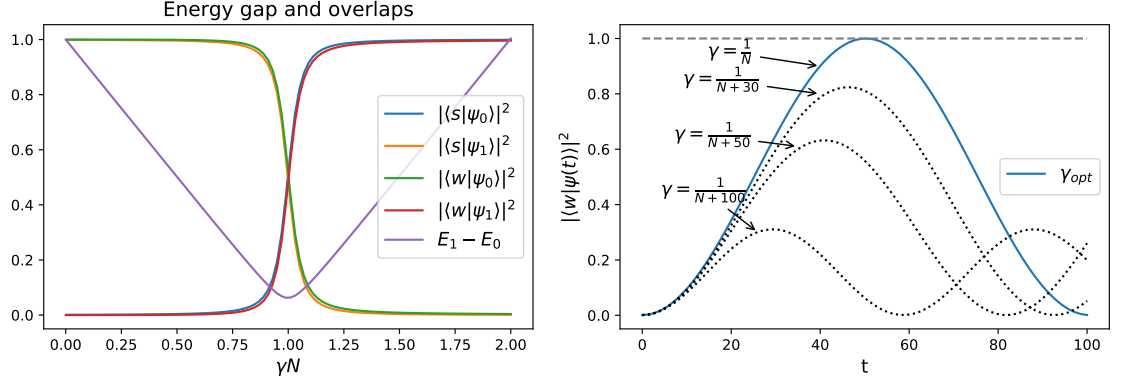 Energy gap and overlaps
1.0
0.8
0.6
0.4
0.2
0.0
|⟨s|ψ₀⟩|²
|⟨s|ψ₁⟩|²
|⟨w|ψ₀⟩|²
|⟨w|ψ₁⟩|²
E₁ − E₀
0.00 0.25 0.50 0.75 1.00 1.25 1.50 1.75 2.00
γN
|⟨w|ψ(t)⟩|²
1.0
0.8
0.6
0.4
0.2
0.0
γ = 1/N
γ = 1/(N + 30)
γ = 1/(N + 50)
γ = 1/(N + 100)
γ_opt
0 20 40 60 80 100
t